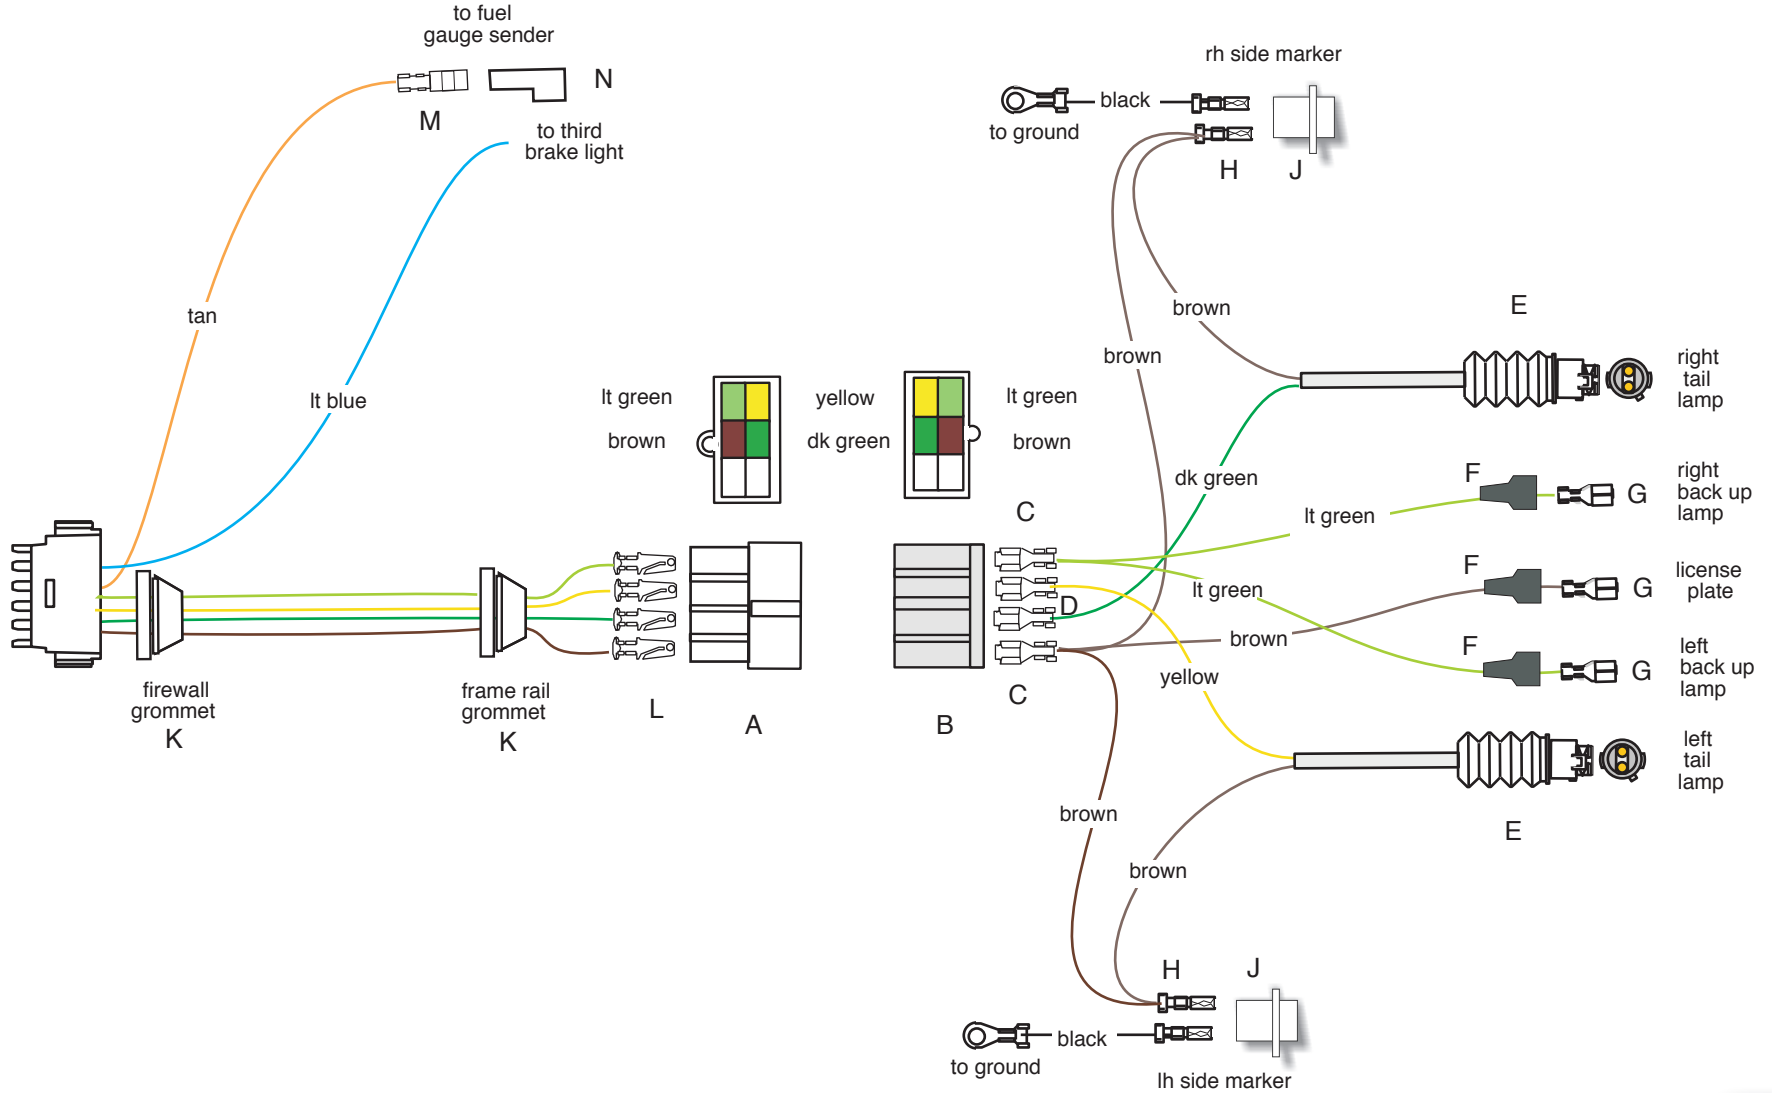 to fuel
gauge sender
N
M
to third
brake light
tan
lt blue
rh side marker
black
to ground
H
J
brown
brown
E
right
tail
lamp
lt green
brown
yellow
dk green
lt green
brown
dk green
C
lt green
F
G
right
back up
lamp
D
lt green
F
G
license
plate
brown
F
G
left
back up
lamp
yellow
C
firewall
grommet
K
frame rail
grommet
K
L
A
B
left
tail
lamp
E
brown
brown
H
J
black
to ground
lh side marker